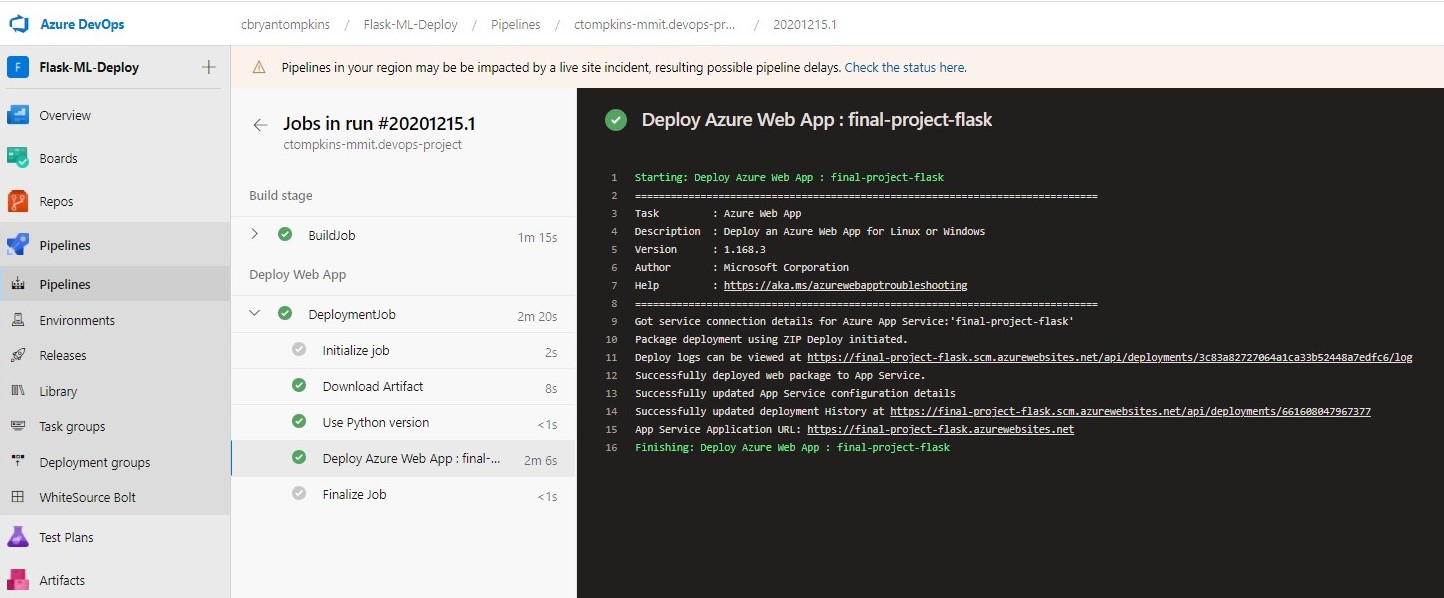 Azure DevOps
cbryantompkins / Flask-ML-Deploy / Pipelines / ctompkins-mmit.devops-pr... / 20201215.1
F Flask-ML-Deploy
Pipelines in your region may be be impacted by a live site incident, resulting possible pipeline delays. Check the status here.
Overview
Boards
Repos
Pipelines
Pipelines
Environments
Releases
Library
Task groups
Deployment groups
WhiteSource Bolt
Test Plans
Artifacts
Jobs in run #20201215.1
ctompkins-mmit.devops-project
Build stage
BuildJob 1m 15s
Deploy Web App
DeploymentJob 2m 20s
Initialize job 2s
Download Artifact 8s
Use Python version <1s
Deploy Azure Web App : final-... 2m 6s
Finalize Job <1s
Deploy Azure Web App : final-project-flask
1 Starting: Deploy Azure Web App : final-project-flask
2 ==============================================================================
3 Task : Azure Web App
4 Description : Deploy an Azure Web App for Linux or Windows
5 Version : 1.168.3
6 Author : Microsoft Corporation
7 Help : https://aka.ms/azurewebapptroubleshooting
8 ==============================================================================
9 Got service connection details for Azure App Service:'final-project-flask'
10 Package deployment using ZIP Deploy initiated.
11 Deploy logs can be viewed at https://final-project-flask.scm.azurewebsites.net/api/deployments/3c83a82727064a1ca33b52448a7edfc6/log
12 Successfully deployed web package to App Service.
13 Successfully updated App Service configuration details
14 Successfully updated deployment History at https://final-project-flask.scm.azurewebsites.net/api/deployments/661608047967377
15 App Service Application URL: https://final-project-flask.azurewebsites.net
16 Finishing: Deploy Azure Web App : final-project-flask